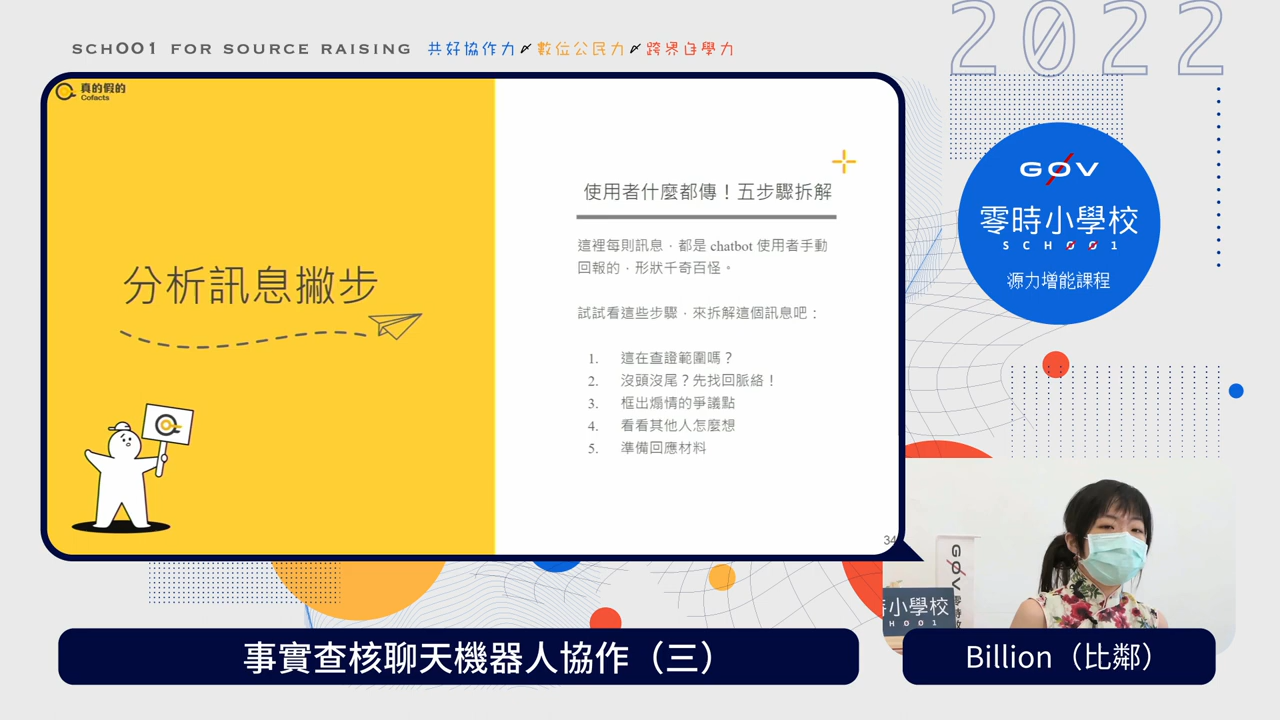 SCHOO1 FOR SOURCE RAISING 共好協作力 數位公民力 跨界自學力
2022
真的假的
Cofacts
分析訊息撇步
使用者什麼都傳！五步驟拆解
這裡每則訊息，都是 chatbot 使用者手動
回報的，形狀千奇百怪。
試試看這些步驟，來拆解這個訊息吧：
1. 這在查證範圍嗎？
2. 沒頭沒尾？先找回脈絡！
3. 框出煽情的爭議點
4. 看看其他人怎麼想
5. 準備回應材料
34
G0V
零時小學校
SCH001
源力增能課程
G0V
小學校
H001
事實查核聊天機器人協作（三）
Billion（比鄰）